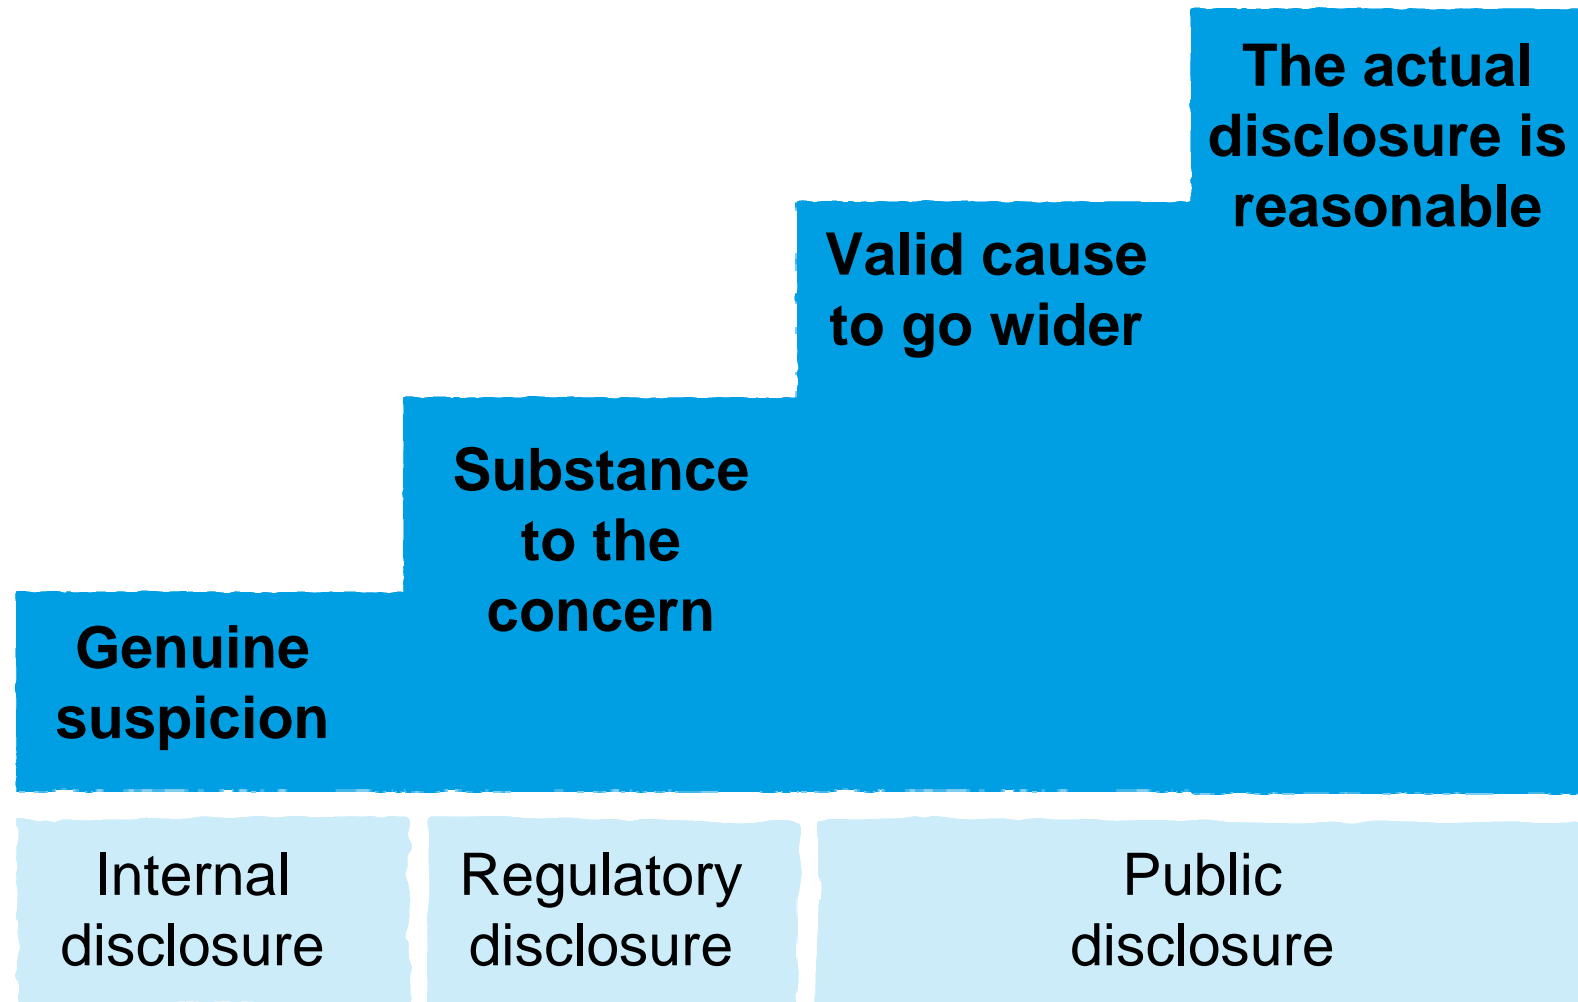 The actual
disclosure is
reasonable
Valid cause
to go wider
Substance
to the
concern
Genuine
suspicion
Internal
disclosure
Regulatory
disclosure
Public
disclosure